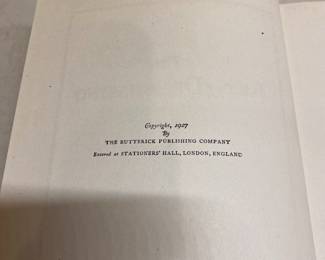 Copyright, 1927
By
THE BUTTERICK PUBLISHING COMPANY
Entered at STATIONERS' HALL, LONDON, ENGLAND